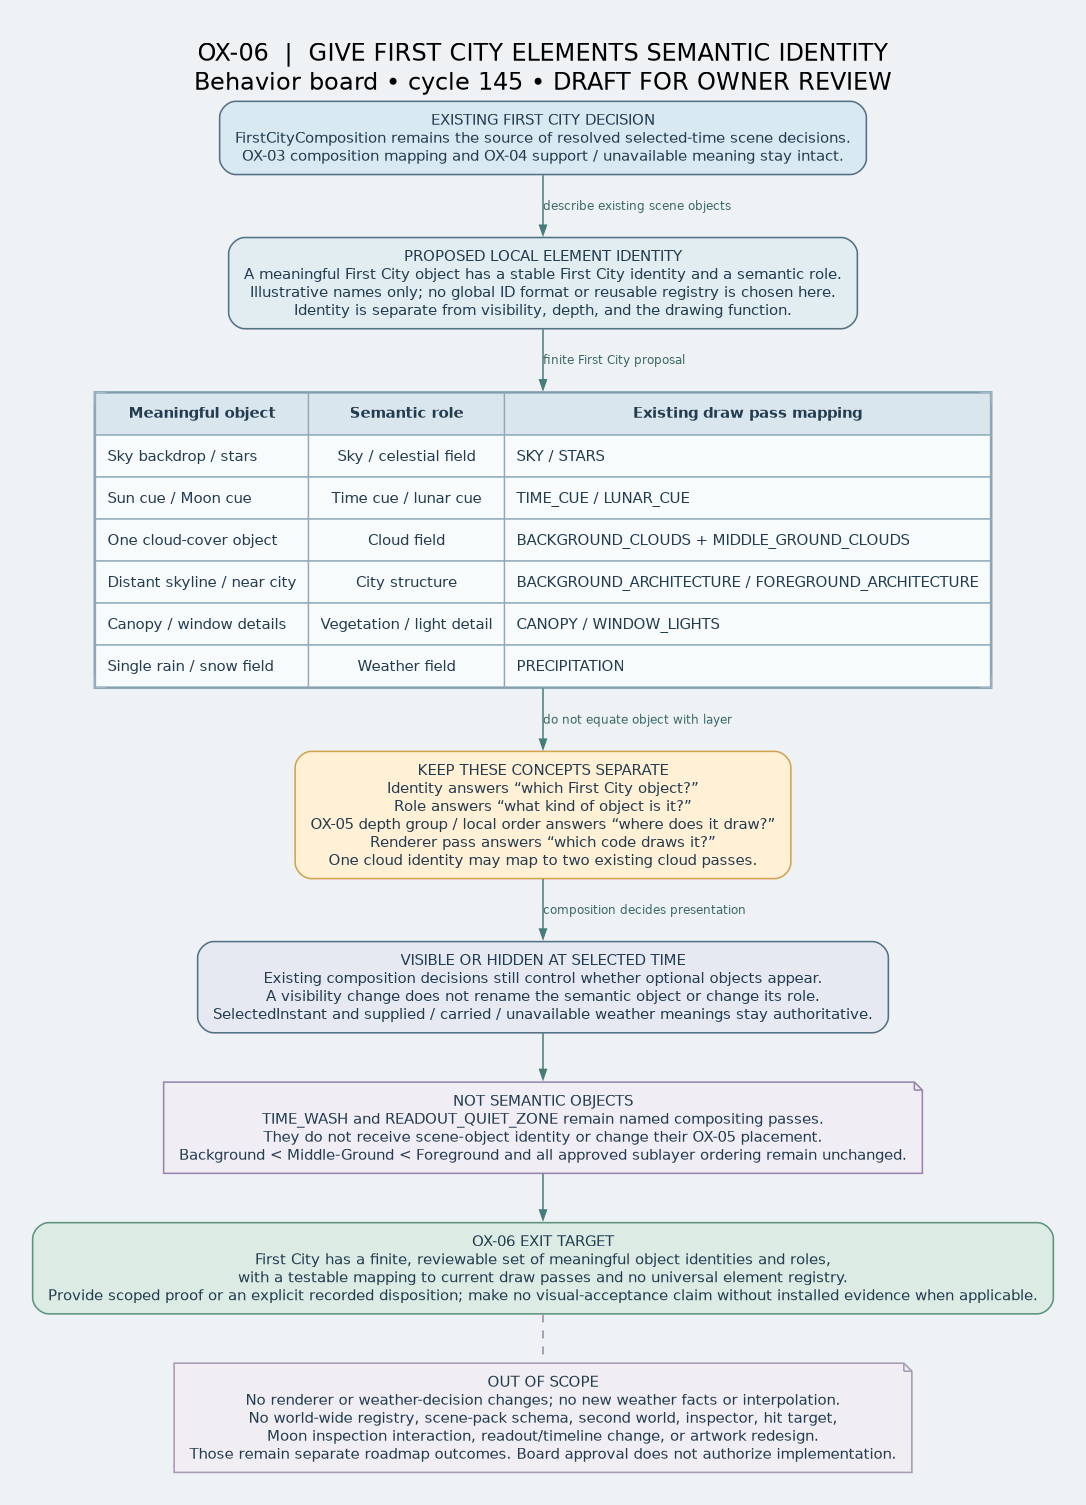 OX-06 | GIVE FIRST CITY ELEMENTS SEMANTIC IDENTITY
Behavior board • cycle 145 • DRAFT FOR OWNER REVIEW
EXISTING FIRST CITY DECISION
FirstCityComposition remains the source of resolved selected-time scene decisions.
OX-03 composition mapping and OX-04 support / unavailable meaning stay intact.
describe existing scene objects
PROPOSED LOCAL ELEMENT IDENTITY
A meaningful First City object has a stable First City identity and a semantic role.
Illustrative names only; no global ID format or reusable registry is chosen here.
Identity is separate from visibility, depth, and the drawing function.
finite First City proposal
Meaningful object Semantic role Existing draw pass mapping
Sky backdrop / stars Sky / celestial field SKY / STARS
Sun cue / Moon cue Time cue / lunar cue TIME_CUE / LUNAR_CUE
One cloud-cover object Cloud field BACKGROUND_CLOUDS + MIDDLE_GROUND_CLOUDS
Distant skyline / near city City structure BACKGROUND_ARCHITECTURE / FOREGROUND_ARCHITECTURE
Canopy / window details Vegetation / light detail CANOPY / WINDOW_LIGHTS
Single rain / snow field Weather field PRECIPITATION
do not equate object with layer
KEEP THESE CONCEPTS SEPARATE
Identity answers “which First City object?”
Role answers “what kind of object is it?”
OX-05 depth group / local order answers “where does it draw?”
Renderer pass answers “which code draws it?”
One cloud identity may map to two existing cloud passes.
composition decides presentation
VISIBLE OR HIDDEN AT SELECTED TIME
Existing composition decisions still control whether optional objects appear.
A visibility change does not rename the semantic object or change its role.
SelectedInstant and supplied / carried / unavailable weather meanings stay authoritative.
NOT SEMANTIC OBJECTS
TIME_WASH and READOUT_QUIET_ZONE remain named compositing passes.
They do not receive scene-object identity or change their OX-05 placement.
Background < Middle-Ground < Foreground and all approved sublayer ordering remain unchanged.
OX-06 EXIT TARGET
First City has a finite, reviewable set of meaningful object identities and roles,
with a testable mapping to current draw passes and no universal element registry.
Provide scoped proof or an explicit recorded disposition; make no visual-acceptance claim without installed evidence when applicable.
OUT OF SCOPE
No renderer or weather-decision changes; no new weather facts or interpolation.
No world-wide registry, scene-pack schema, second world, inspector, hit target,
Moon inspection interaction, readout/timeline change, or artwork redesign.
Those remain separate roadmap outcomes. Board approval does not authorize implementation.